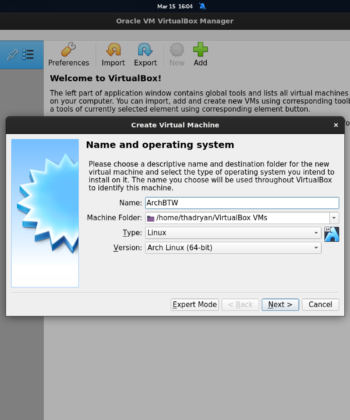 Mar 15 16:04
Oracle VM VirtualBox Manager
Preferences Import Export New Add
Welcome to VirtualBox!
The left part of application window contains global tools and lists all virtual machines
on your computer. You can import, add and create new VMs using corresponding
a tools of currently selected element using corresponding element button.
Create Virtual Machine
Name and operating system
Please choose a descriptive name and destination folder for the new
virtual machine and select the type of operating system you intend to
install on it. The name you choose will be used throughout VirtualBox
to identify this machine.
Name: ArchBTW
Machine Folder: /home/thadryan/VirtualBox VMs
Type: Linux
Version: Arch Linux (64-bit)
Expert Mode < Back Next > Cancel